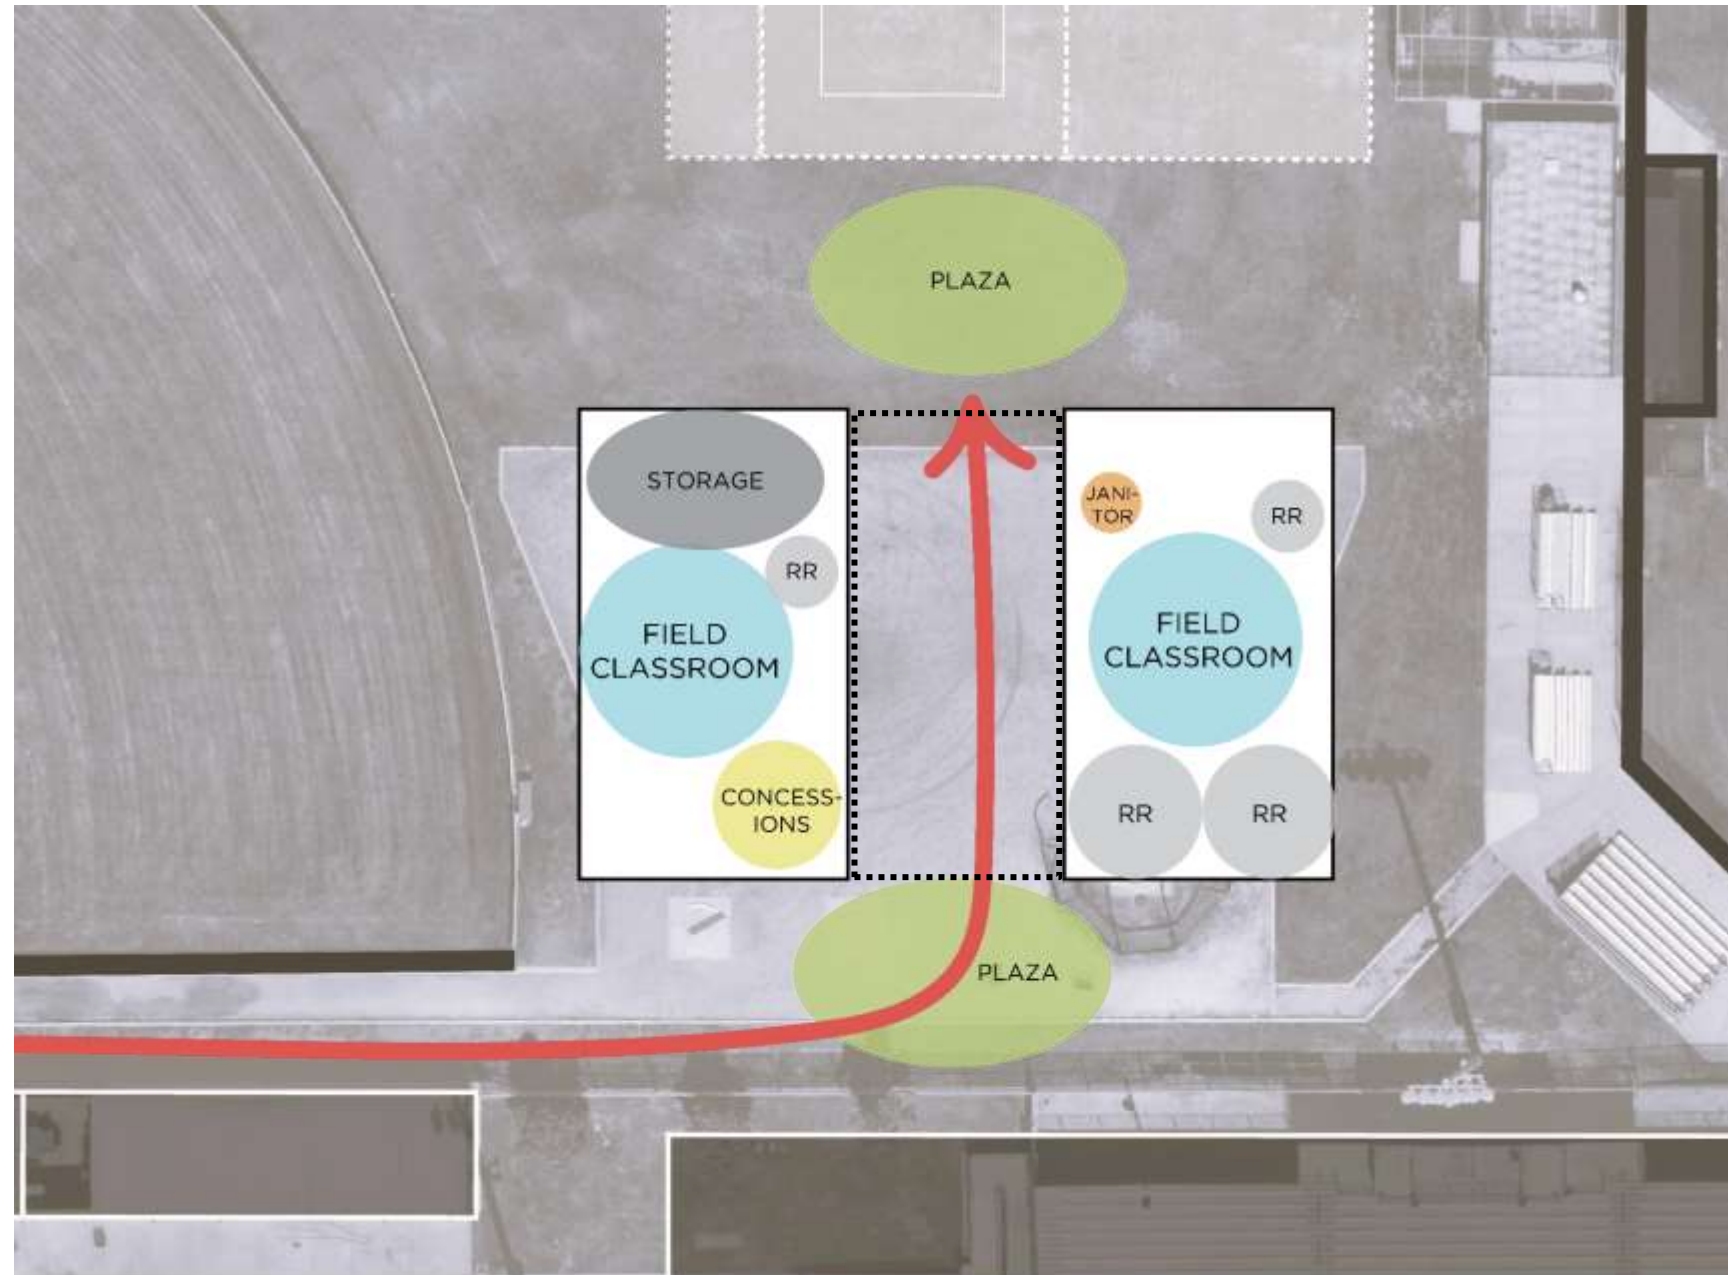 PLAZA
STORAGE
RR
FIELD
CLASSROOM
CONCESS-
IONS
JANI-
TOR
RR
FIELD
CLASSROOM
RR
RR
PLAZA